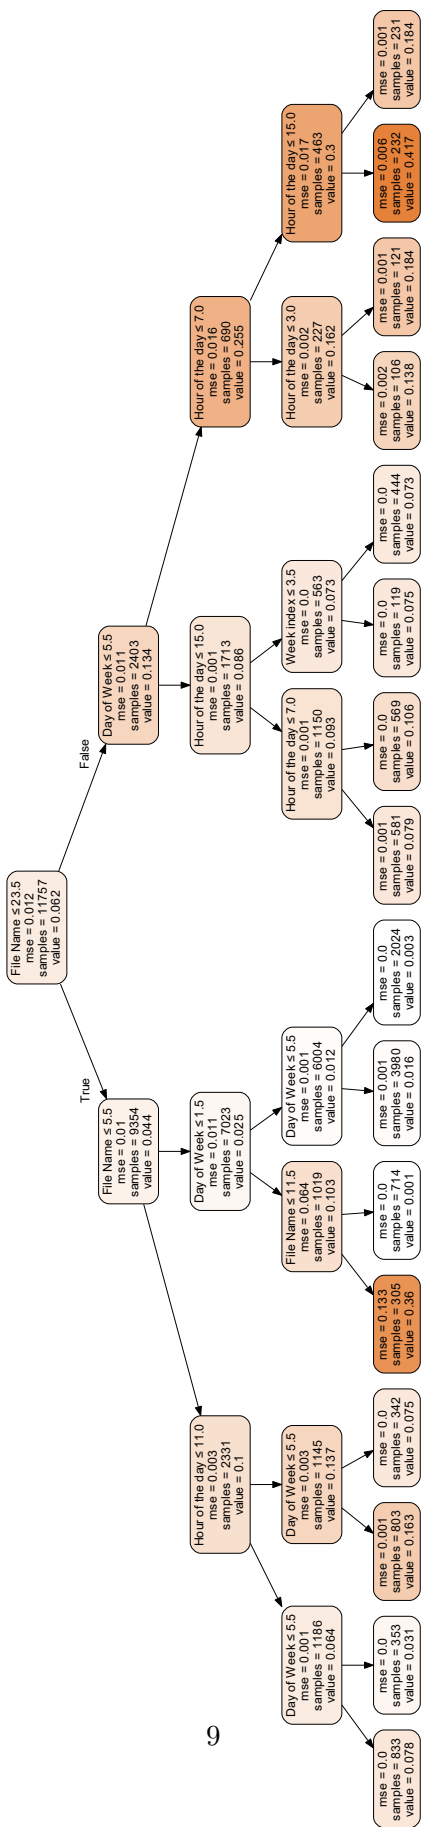 File Name ≤ 23.5
mse = 0.012
samples = 11757
value = 0.062
True
False
File Name ≤ 5.5
mse = 0.01
samples = 9354
value = 0.044
Day of Week ≤ 5.5
mse = 0.011
samples = 2403
value = 0.134
Hour of the day ≤ 11.0
mse = 0.003
samples = 2331
value = 0.1
Day of Week ≤ 1.5
mse = 0.011
samples = 7023
value = 0.025
Hour of the day ≤ 15.0
mse = 0.001
samples = 1713
value = 0.086
Hour of the day ≤ 7.0
mse = 0.016
samples = 690
value = 0.255
Day of Week ≤ 5.5
mse = 0.001
samples = 1186
value = 0.064
Day of Week ≤ 5.5
mse = 0.003
samples = 1145
value = 0.137
File Name ≤ 11.5
mse = 0.064
samples = 1019
value = 0.103
Day of Week ≤ 5.5
mse = 0.001
samples = 6004
value = 0.012
Hour of the day ≤ 7.0
mse = 0.001
samples = 1150
value = 0.093
Week index ≤ 3.5
mse = 0.0
samples = 563
value = 0.073
Hour of the day ≤ 3.0
mse = 0.002
samples = 227
value = 0.162
Hour of the day ≤ 15.0
mse = 0.017
samples = 463
value = 0.3
mse = 0.0
samples = 833
value = 0.078
mse = 0.0
samples = 353
value = 0.031
mse = 0.001
samples = 803
value = 0.163
mse = 0.0
samples = 342
value = 0.075
mse = 0.133
samples = 305
value = 0.36
mse = 0.0
samples = 714
value = 0.001
mse = 0.001
samples = 3980
value = 0.016
mse = 0.0
samples = 2024
value = 0.003
mse = 0.001
samples = 581
value = 0.079
mse = 0.0
samples = 569
value = 0.106
mse = 0.0
samples = 119
value = 0.075
mse = 0.0
samples = 444
value = 0.073
mse = 0.002
samples = 106
value = 0.138
mse = 0.001
samples = 121
value = 0.184
mse = 0.006
samples = 232
value = 0.417
mse = 0.001
samples = 231
value = 0.184
9